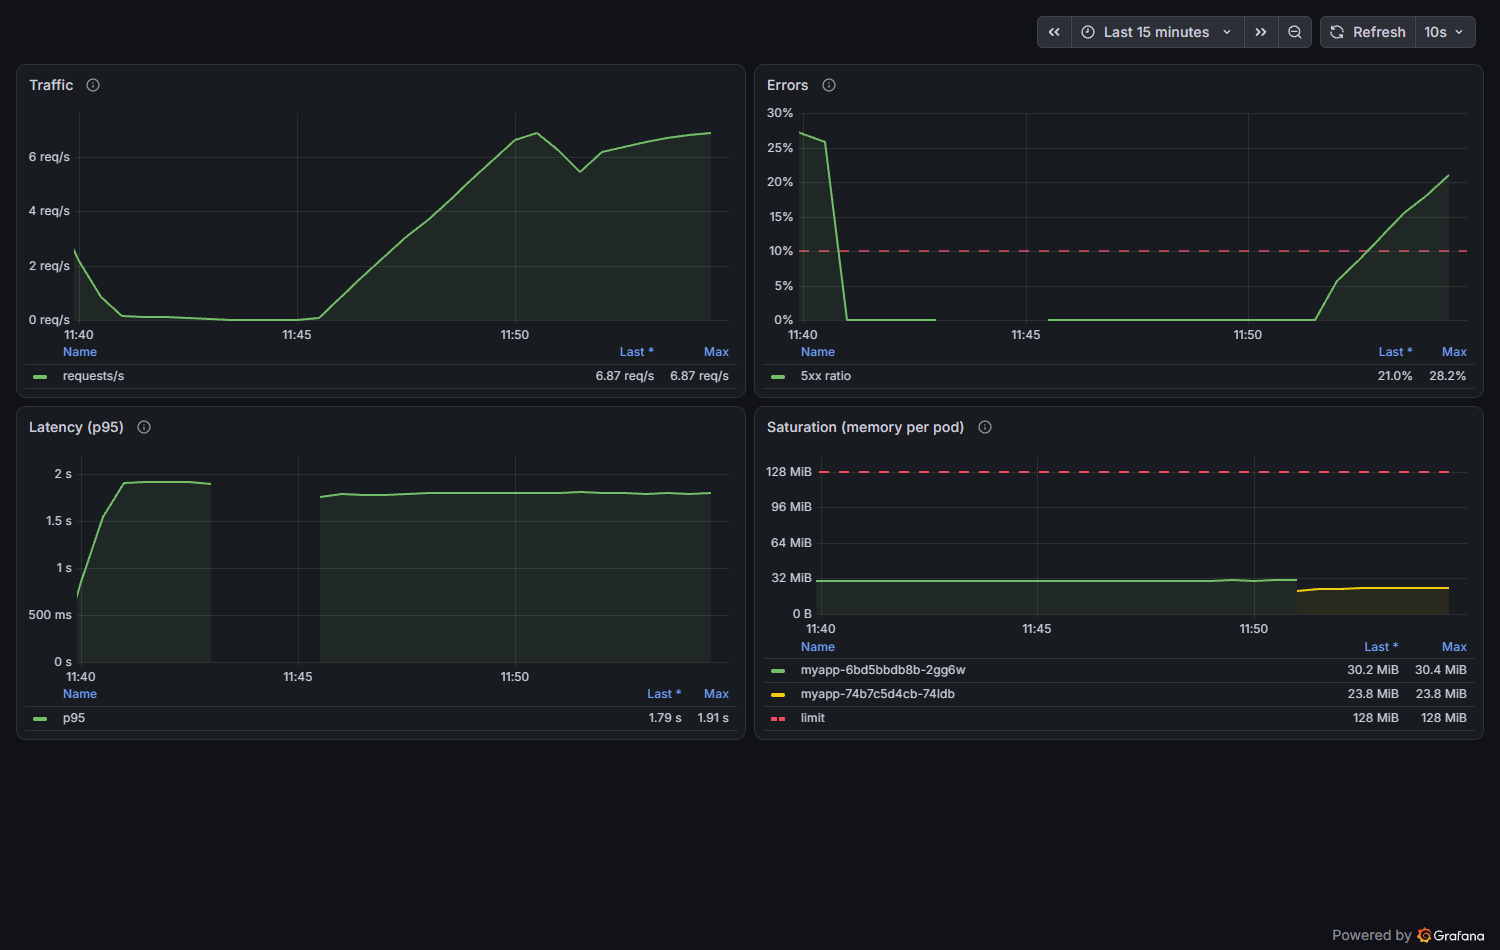 Last 15 minutes Refresh 10s
Traffic
6 req/s
4 req/s
2 req/s
0 req/s
11:40 11:45 11:50
Name Last * Max
requests/s 6.87 req/s 6.87 req/s
Errors
30%
25%
20%
15%
10%
5%
0%
11:40 11:45 11:50
Name Last * Max
5xx ratio 21.0% 28.2%
Latency (p95)
2 s
1.5 s
1 s
500 ms
0 s
11:40 11:45 11:50
Name Last * Max
p95 1.79 s 1.91 s
Saturation (memory per pod)
128 MiB
96 MiB
64 MiB
32 MiB
0 B
11:40 11:45 11:50
Name Last * Max
myapp-6bd5bbdb8b-2gg6w 30.2 MiB 30.4 MiB
myapp-74b7c5d4cb-74ldb 23.8 MiB 23.8 MiB
limit 128 MiB 128 MiB
Powered by Grafana